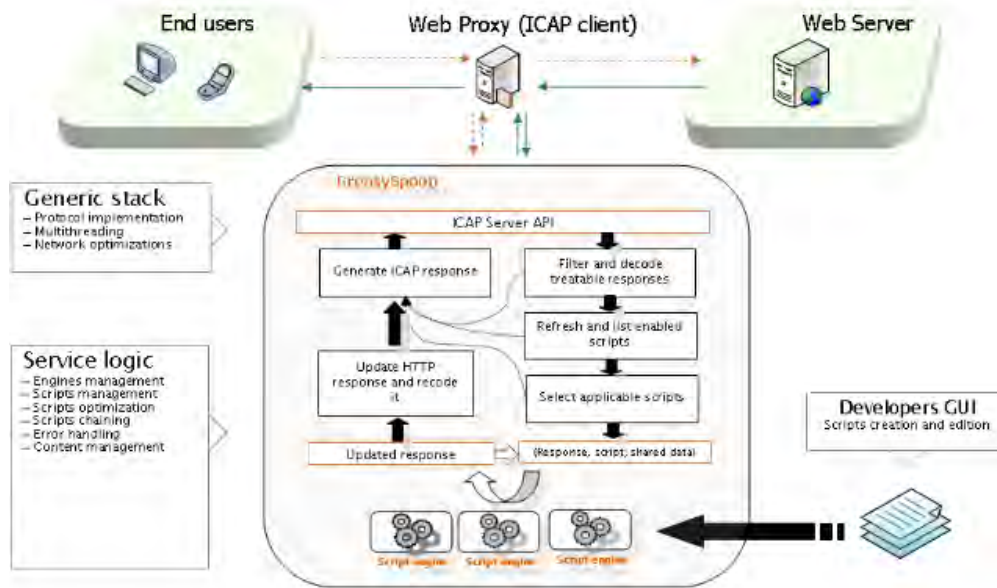 End users
Web Proxy (ICAP client)
Web Server
GreasySpoon
Generic stack
– Protocol implementation
– Multithreading
– Network optimizations
ICAP Server API
Generate ICAP response
Filter and decode
treatable responses
Refresh and list enabled
scripts
Service logic
– Engines management
– Scripts management
– Scripts optimization
– Scripts chaining
– Error handling
– Content management
Update HTTP
response and recode
it
Select applicable scripts
Updated response
(Response, script, shared data)
Developers GUI
Scripts creation and edition
Script engine
Script engine
Script engine